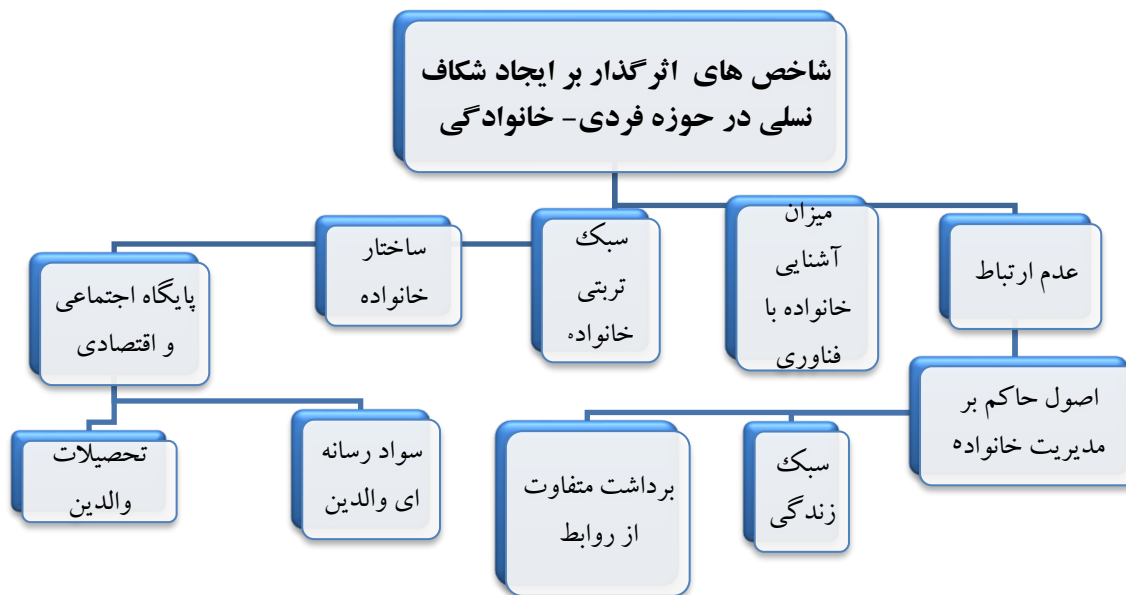 شاخص های اثرگذار بر ایجاد شکاف
نسلی در حوزه فردی- خانوادگی
عدم ارتباط
میزان
آشنایی
خانواده با
فناوری
سبک
تربتی
خانواده
ساختار
خانواده
پایگاه اجتماعی
و اقتصادی
اصول حاکم بر
مدیریت خانواده
سبک
زندگی
برداشت متفاوت
از روابط
سواد رسانه
ای والدین
تحصیلات
والدین